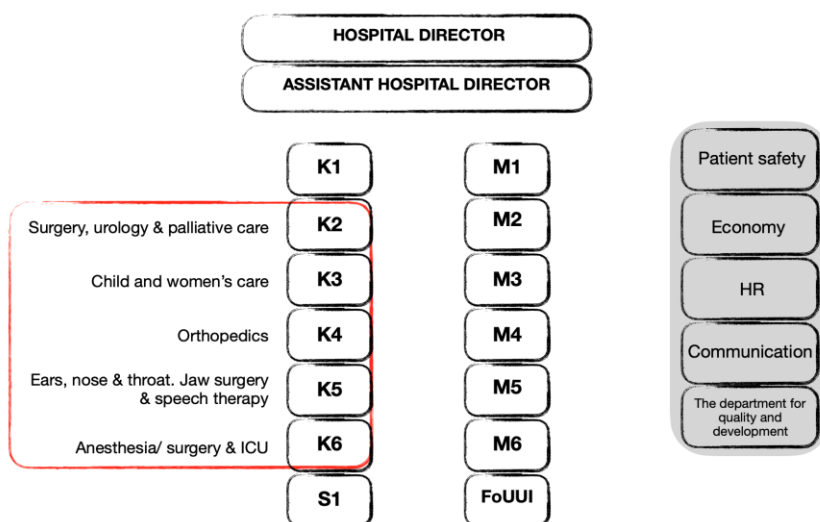 HOSPITAL DIRECTOR
ASSISTANT HOSPITAL DIRECTOR
K1
M1
Patient safety
Surgery, urology & palliative care
K2
M2
Economy
Child and women’s care
K3
M3
HR
Orthopedics
K4
M4
Communication
Ears, nose & throat. Jaw surgery
& speech therapy
K5
M5
The department for
quality and
development
Anesthesia/ surgery & ICU
K6
M6
S1
FoUUI